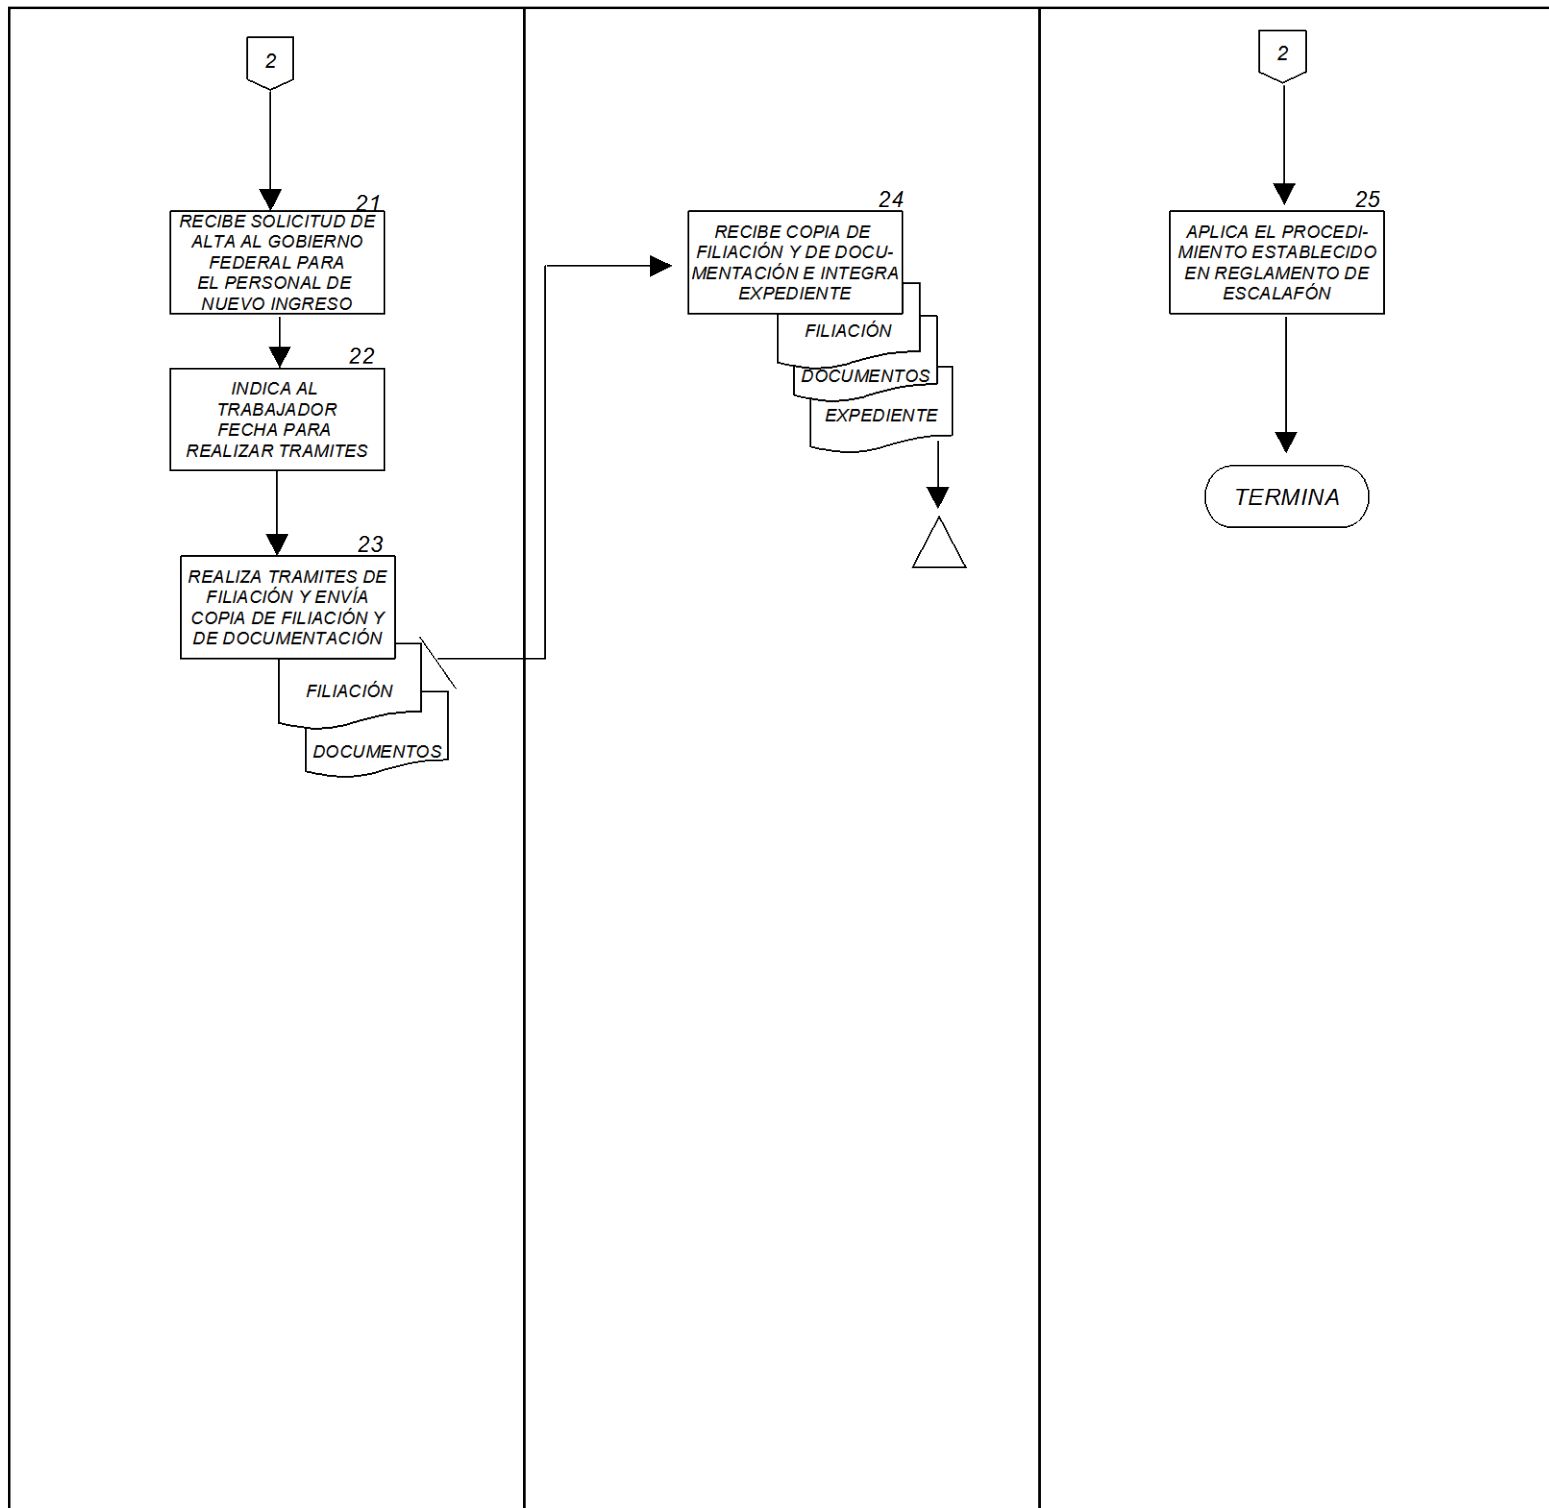 2
21
RECIBE SOLICITUD DE
ALTA AL GOBIERNO
FEDERAL PARA
EL PERSONAL DE
NUEVO INGRESO
22
INDICA AL
TRABAJADOR
FECHA PARA
REALIZAR TRAMITES
23
REALIZA TRAMITES DE
FILIACIÓN Y ENVÍA
COPIA DE FILIACIÓN Y
DE DOCUMENTACIÓN
FILIACIÓN
DOCUMENTOS
24
RECIBE COPIA DE
FILIACIÓN Y DE DOCU-
MENTACIÓN E INTEGRA
EXPEDIENTE
FILIACIÓN
DOCUMENTOS
EXPEDIENTE
2
25
APLICA EL PROCEDI-
MIENTO ESTABLECIDO
EN REGLAMENTO DE
ESCALAFÓN
TERMINA